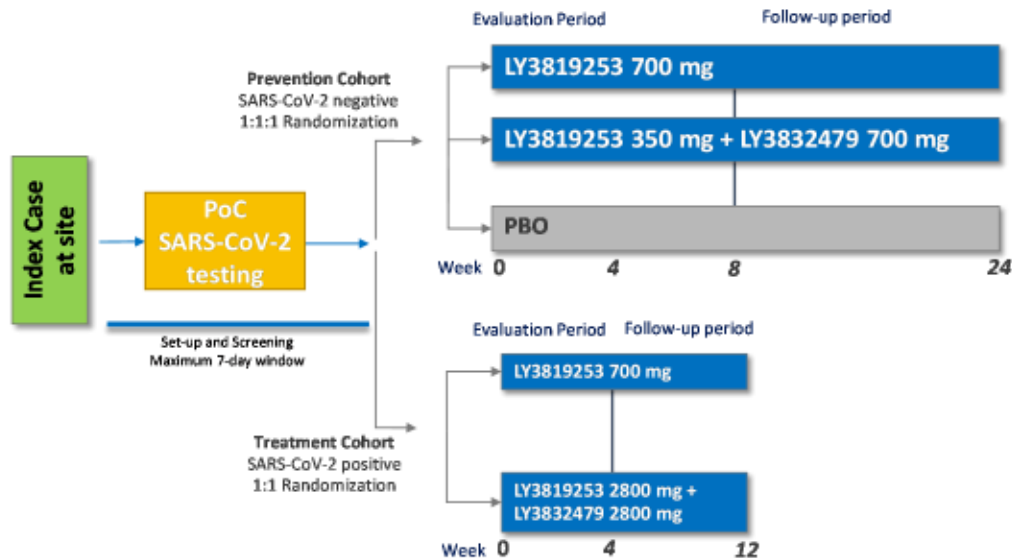 Index Case
at site
PoC
SARS-CoV-2
testing
Set-up and Screening
Maximum 7-day window
Prevention Cohort
SARS-CoV-2 negative
1:1:1 Randomization
Evaluation Period
Follow-up period
LY3819253 700 mg
LY3819253 350 mg + LY3832479 700 mg
PBO
Week 0 4 8 24
Treatment Cohort
SARS-CoV-2 positive
1:1 Randomization
Evaluation Period
Follow-up period
LY3819253 700 mg
LY3819253 2800 mg +
LY3832479 2800 mg
Week 0 4 12